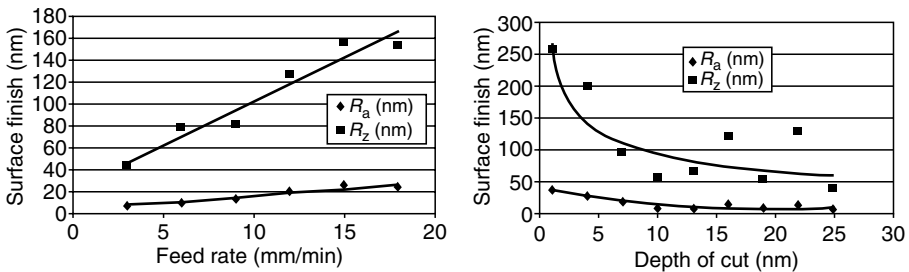 Surface finish (nm)
180
160
140
120
100
80
60
40
20
0
Rₐ (nm)
R_z (nm)
0 5 10 15 20
Feed rate (mm/min)
Surface finish (nm)
300
250
200
150
100
50
0
Rₐ (nm)
R_z (nm)
0 5 10 15 20 25 30
Depth of cut (nm)